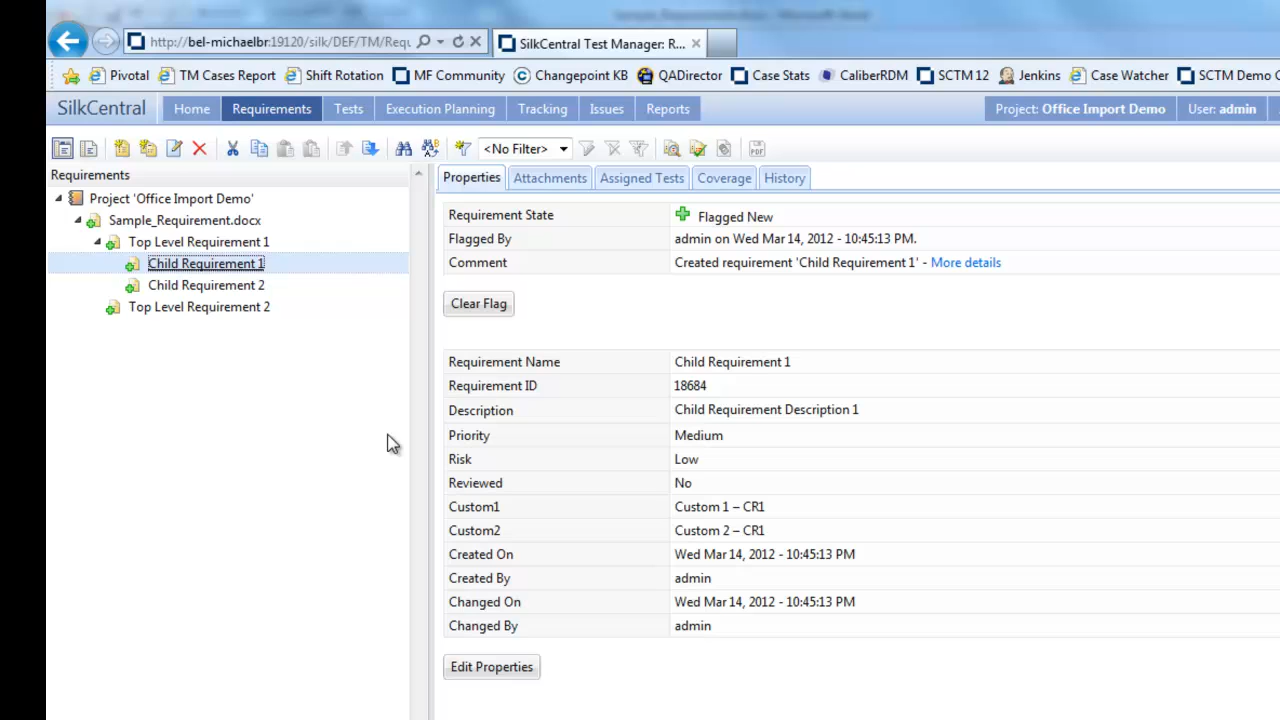 http://bel-michaelbr:19120/silk/DEF/TM/Requ
SilkCentral Test Manager: R...
Pivotal TM Cases Report Shift Rotation MF Community Changepoint KB QADirector Case Stats CaliberRDM SCTM 12 Jenkins Case Watcher SCTM Demo C
SilkCentral Home Requirements Tests Execution Planning Tracking Issues Reports Project: Office Import Demo User: admin
<No Filter>
Requirements
Project 'Office Import Demo'
Sample_Requirement.docx
Top Level Requirement 1
Child Requirement 1
Child Requirement 2
Top Level Requirement 2
Properties Attachments Assigned Tests Coverage History
Requirement State Flagged New
Flagged By admin on Wed Mar 14, 2012 - 10:45:13 PM.
Comment Created requirement 'Child Requirement 1' - More details
Clear Flag
Requirement Name Child Requirement 1
Requirement ID 18684
Description Child Requirement Description 1
Priority Medium
Risk Low
Reviewed No
Custom1 Custom 1 – CR1
Custom2 Custom 2 – CR1
Created On Wed Mar 14, 2012 - 10:45:13 PM
Created By admin
Changed On Wed Mar 14, 2012 - 10:45:13 PM
Changed By admin
Edit Properties